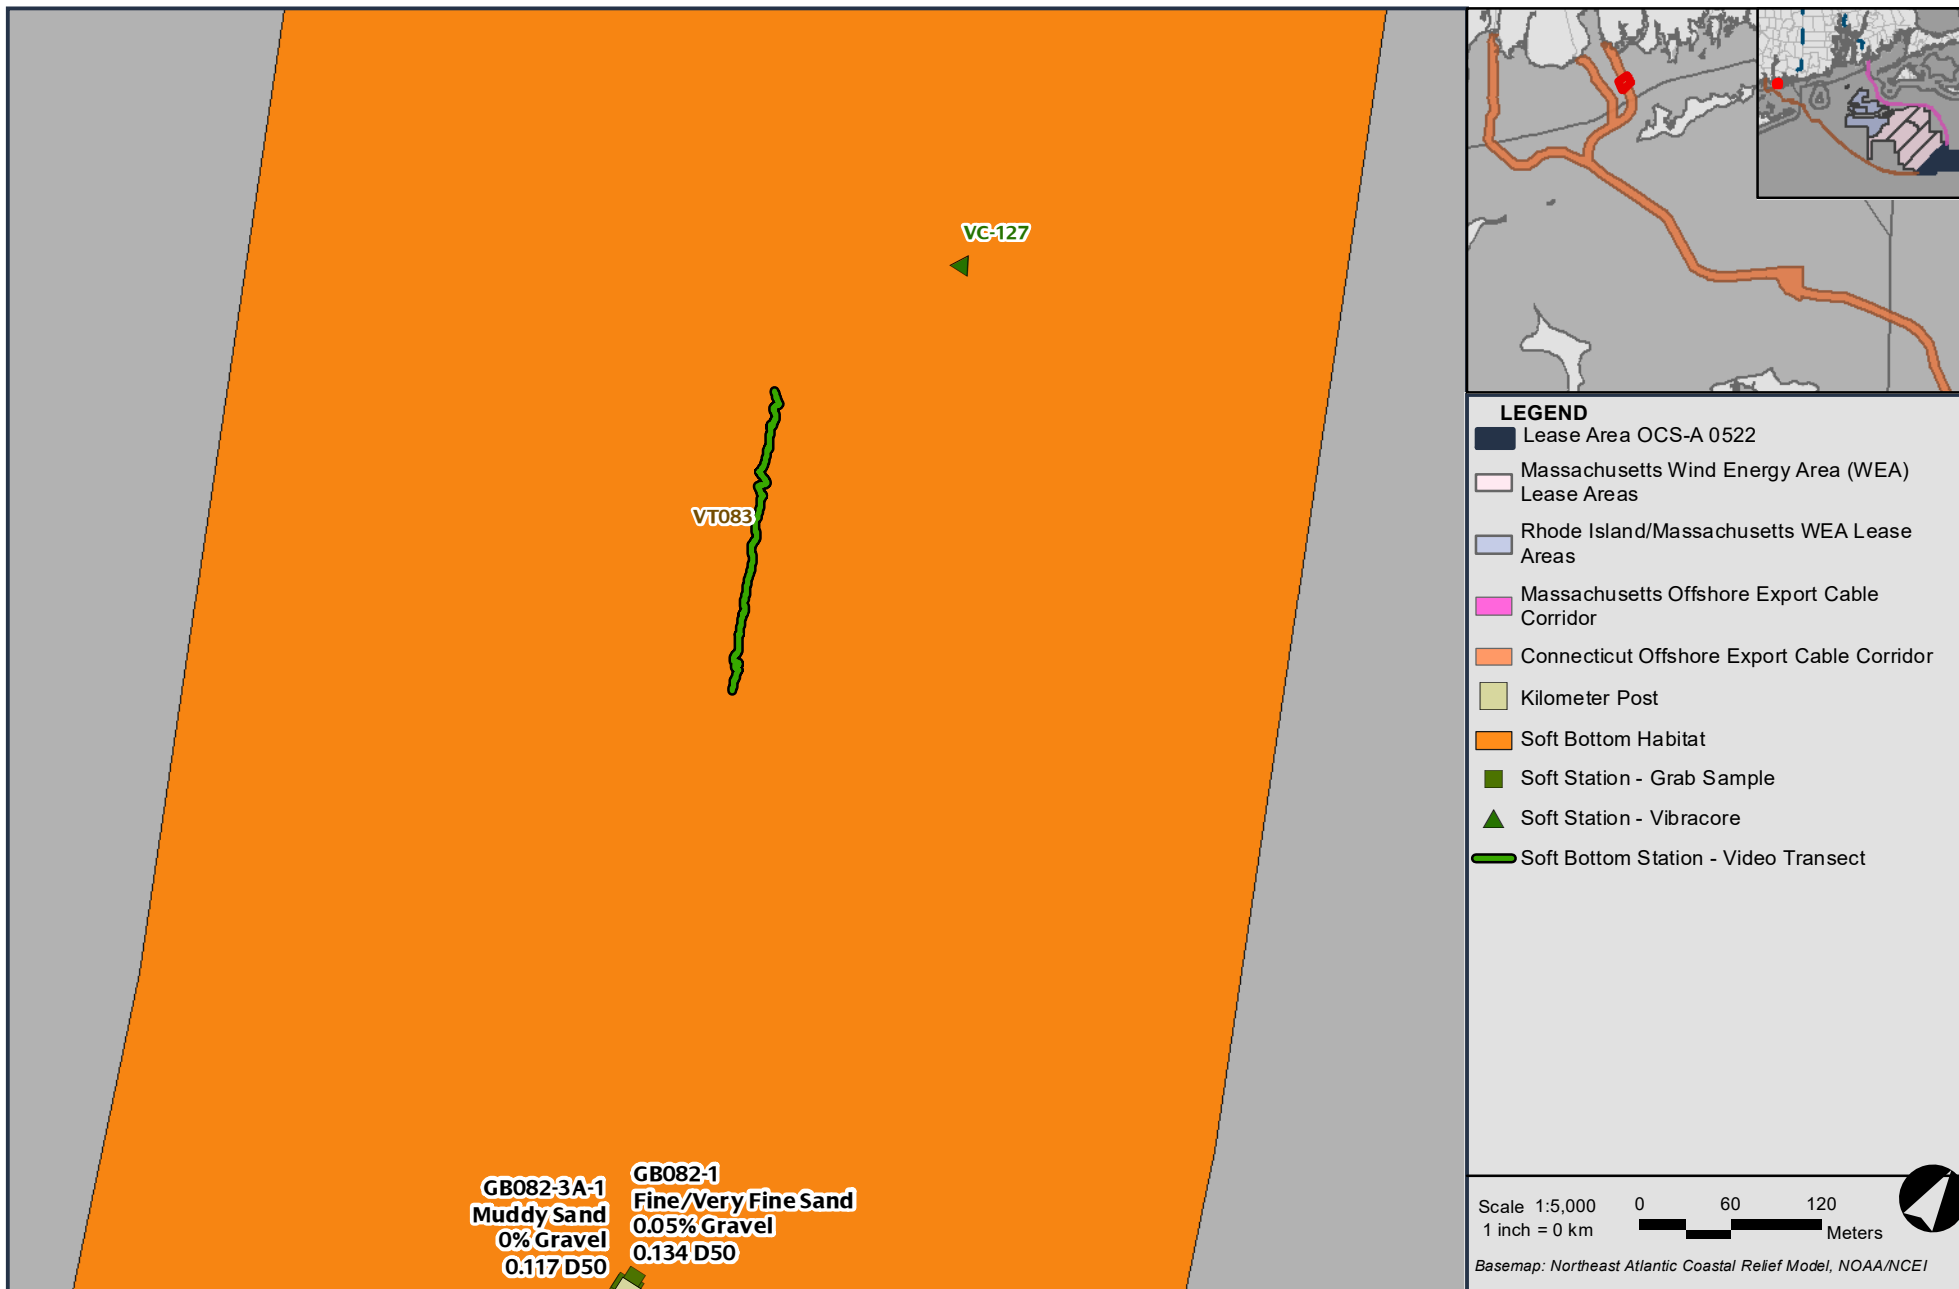 VC-127
VT083
GB082-3A-1
Muddy Sand
0% Gravel
0.117 D50
GB082-1
Fine/Very Fine Sand
0.05% Gravel
0.134 D50
LEGEND
Lease Area OCS-A 0522
Massachusetts Wind Energy Area (WEA)
Lease Areas
Rhode Island/Massachusetts WEA Lease
Areas
Massachusetts Offshore Export Cable
Corridor
Connecticut Offshore Export Cable Corridor
Kilometer Post
Soft Bottom Habitat
Soft Station - Grab Sample
Soft Station - Vibracore
Soft Bottom Station - Video Transect
Scale 1:5,000
1 inch = 0 km
0 60 120
Meters
Basemap: Northeast Atlantic Coastal Relief Model, NOAA/NCEI